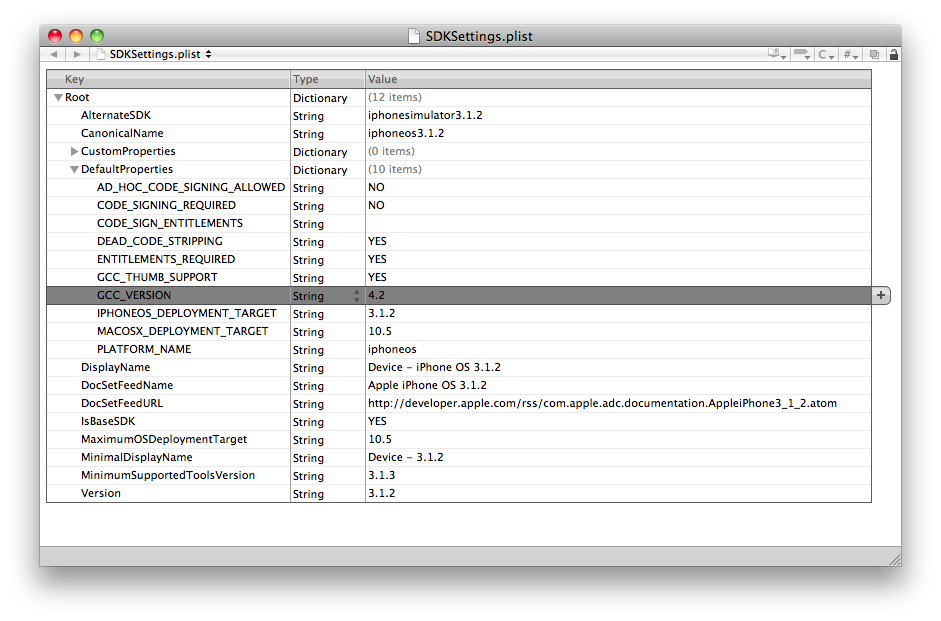 SDKSettings.plist
SDKSettings.plist
C #
Key Type Value
Root Dictionary (12 items)
AlternateSDK String iphonesimulator3.1.2
CanonicalName String iphoneos3.1.2
CustomProperties Dictionary (0 items)
DefaultProperties Dictionary (10 items)
AD_HOC_CODE_SIGNING_ALLOWED String NO
CODE_SIGNING_REQUIRED String NO
CODE_SIGN_ENTITLEMENTS String
DEAD_CODE_STRIPPING String YES
ENTITLEMENTS_REQUIRED String YES
GCC_THUMB_SUPPORT String YES
GCC_VERSION String 4.2
IPHONEOS_DEPLOYMENT_TARGET String 3.1.2
MACOSX_DEPLOYMENT_TARGET String 10.5
PLATFORM_NAME String iphoneos
DisplayName String Device - iPhone OS 3.1.2
DocSetFeedName String Apple iPhone OS 3.1.2
DocSetFeedURL String http://developer.apple.com/rss/com.apple.adc.documentation.AppleiPhone3_1_2.atom
IsBaseSDK String YES
MaximumOSDeploymentTarget String 10.5
MinimalDisplayName String Device - 3.1.2
MinimumSupportedToolsVersion String 3.1.3
Version String 3.1.2